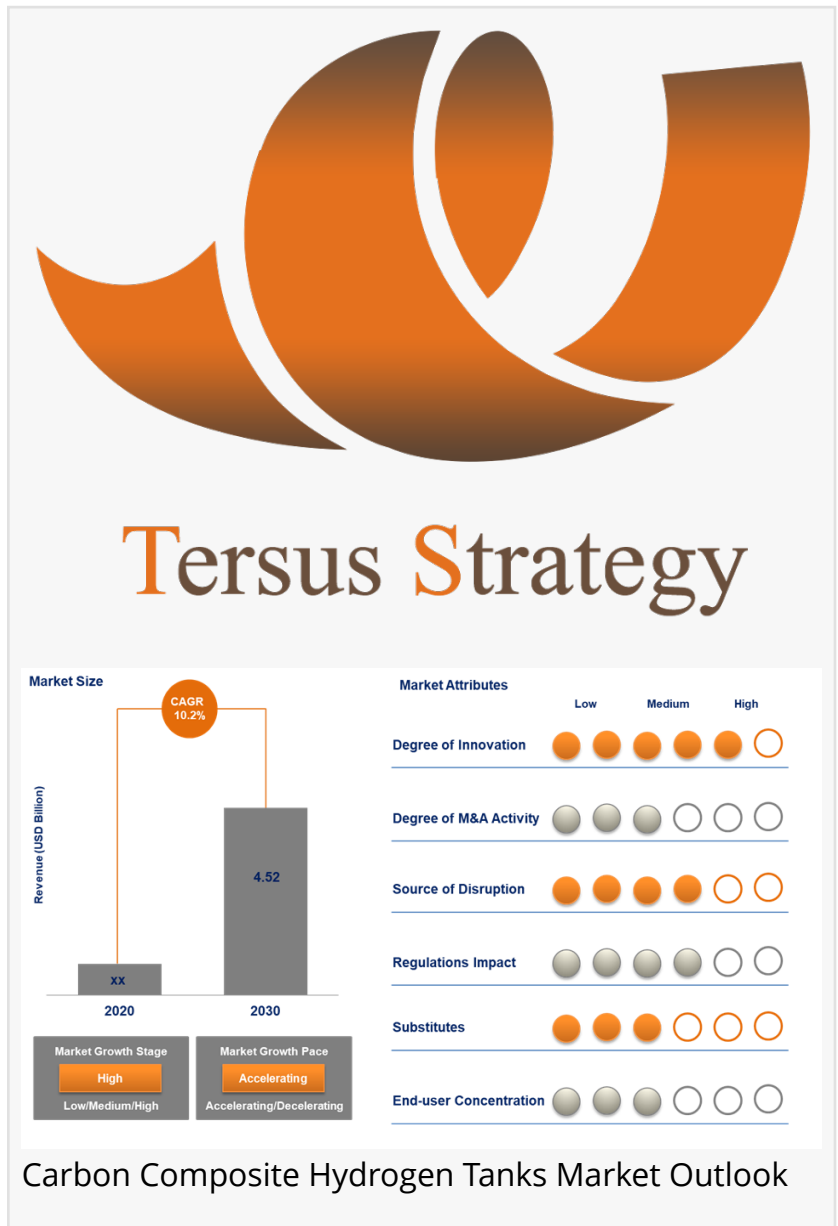 Tersus Strategy
Market Size
CAGR
10.2%
Revenue (USD Billion)
4.52
xx
2020 2030
Market Growth Stage
High
Low/Medium/High
Market Growth Pace
Accelerating
Accelerating/Decelerating
Market Attributes
Low Medium High
Degree of Innovation
Degree of M&A Activity
Source of Disruption
Regulations Impact
Substitutes
End-user Concentration
Carbon Composite Hydrogen Tanks Market Outlook